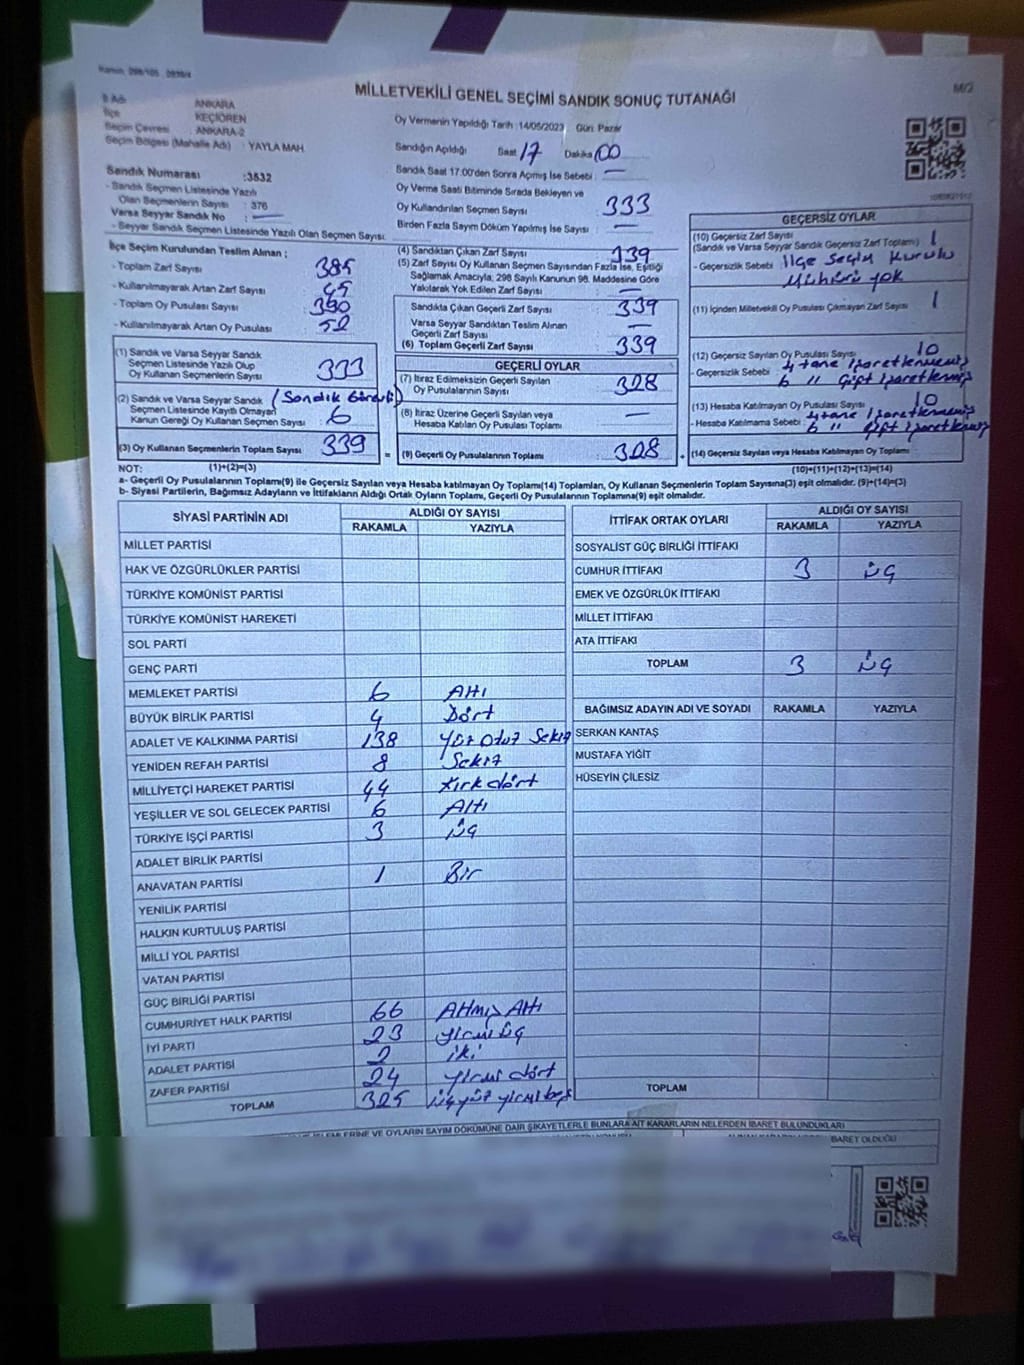 M/2
MİLLETVEKİLİ GENEL SEÇİMİ SANDIK SONUÇ TUTANAĞI
İl Adı : ANKARA
İlçe : KEÇİÖREN
Seçim Çevresi : ANKARA-2
Seçim Bölgesi (Mahalle Adı) : YAYLA MAH.
Oy Vermenin Yapıldığı Tarih :14/05/2023 Gün: Pazar
Sandığın Açıldığı Saat 17 Dakika 00
Sandık Saat 17.00'den Sonra Açmış İse Sebebi : —
Oy Verme Saati Bitiminde Sırada Bekleyen ve
Oy Kullandırılan Seçmen Sayısı 333
Birden Fazla Sayım Döküm Yapılmış İse Sayısı : —
Sandık Numarası :3532
- Sandık Seçmen Listesinde Yazılı
Olan Seçmenlerin Sayısı : 376
Varsa Seyyar Sandık No : —
- Seyyar Sandık Seçmen Listesinde Yazılı Olan Seçmen Sayısı:
İlçe Seçim Kurulundan Teslim Alınan ;
- Toplam Zarf Sayısı : 385
- Kullanılmayarak Artan Zarf Sayısı : 45
- Toplam Oy Pusulası Sayısı : 390
- Kullanılmayarak Artan Oy Pusulası : 52
(1) Sandık ve Varsa Seyyar Sandık
Seçmen Listesinde Yazılı Olup
Oy Kullanan Seçmenlerin Sayısı 333
(2) Sandık ve Varsa Seyyar Sandık (Sandık
Seçmen Listesinde Kayıtlı Olmayan
Kanun Gereği Oy Kullanan Seçmen Sayısı : 6
(3) Oy Kullanan Seçmenlerin Toplam Sayısı 339
(4) Sandıktan Çıkan Zarf Sayısı : 339
(5) Zarf Sayısı Oy Kullanan Seçmen Sayısından Fazla İse, Eşitliği
Sağlamak Amacıyla, 298 Sayılı Kanunun 98. Maddesine Göre
Yakılarak Yok Edilen Zarf Sayısı : —
Sandıkta Çıkan Geçerli Zarf Sayısı : 339
Varsa Seyyar Sandıktan Teslim Alınan
Geçerli Zarf Sayısı : —
(6) Toplam Geçerli Zarf Sayısı : 339
GEÇERLİ OYLAR
(7) İtiraz Edilmeksizin Geçerli Sayılan
Oy Pusulalarının Sayısı : 328
(8) İtiraz Üzerine Geçerli Sayılan veya
Hesaba Katılan Oy Pusulası Toplamı : —
= (9) Geçerli Oy Pusulalarının Toplamı : 328
GEÇERSİZ OYLAR
(10) Geçersiz Zarf Sayısı : 1
(Sandık ve Varsa Seyyar Sandık Geçersiz Zarf Toplamı)
- Geçersizlik Sebebi : ilçe Seçim Kurulu
Mührü yok
(11) İçinden Milletvekili Oy Pusulası Çıkmayan Zarf Sayısı : 1
(12) Geçersiz Sayılan Oy Pusulası Sayısı : 10
- Geçersizlik Sebebi : 4 tane işaretlenmemiş
6 " Çift işaretlenmiş
(13) Hesaba Katılmayan Oy Pusulası Sayısı : 10
- Hesaba Katılmama Sebebi : 4 tane işaretlenmemiş
6 " Çift işaretlenmiş
+ (14) Geçersiz Sayılan veya Hesaba Katılmayan Oy Pusulası Toplamı
NOT: (1)+(2)=(3) (10)+(11)+(12)+(13)=(14)
a- Geçerli Oy Pusulalarının Toplamı(9) ile Geçersiz Sayılan veya Hesaba katılmayan Oy Pusulası Toplamı(14) Toplamları, Oy Kullanan Seçmenlerin Toplam Sayısına(3) eşit olmalıdır. (9)+(14)=(3)
b- Siyasi Partilerin, Bağımsız Adayların ve İttifakların Aldığı Ortak Oyların Toplamı, Geçerli Oy Pusulalarının Toplamına(9) eşit olmalıdır.
SİYASİ PARTİNİN ADI ALDIĞI OY SAYISI
RAKAMLA YAZIYLA
MİLLET PARTİSİ
HAK VE ÖZGÜRLÜKLER PARTİSİ
TÜRKİYE KOMÜNİST PARTİSİ
TÜRKİYE KOMÜNİST HAREKETİ
SOL PARTİ
GENÇ PARTİ
MEMLEKET PARTİSİ 6 Altı
BÜYÜK BİRLİK PARTİSİ 4 Dört
ADALET VE KALKINMA PARTİSİ 138 Yüz Otuz Sekiz
YENİDEN REFAH PARTİSİ 8 Sekiz
MİLLİYETÇİ HAREKET PARTİSİ 44 Kırk dört
YEŞİLLER VE SOL GELECEK PARTİSİ 6 Altı
TÜRKİYE İŞÇİ PARTİSİ 3 üç
ADALET BİRLİK PARTİSİ
ANAVATAN PARTİSİ 1 Bir
YENİLİK PARTİSİ
HALKIN KURTULUŞ PARTİSİ
MİLLİ YOL PARTİSİ
VATAN PARTİSİ
GÜÇ BİRLİĞİ PARTİSİ
CUMHURİYET HALK PARTİSİ 66 Altmış Altı
İYİ PARTİ 23 yirmi üç
ADALET PARTİSİ 2 iki
ZAFER PARTİSİ 24 yirmi dört
TOPLAM 325 üçyüz yirmi beş
İTTİFAK ORTAK OYLARI ALDIĞI OY SAYISI
RAKAMLA YAZIYLA
SOSYALİST GÜÇ BİRLİĞİ İTTİFAKI
CUMHUR İTTİFAKI 3 üç
EMEK VE ÖZGÜRLÜK İTTİFAKI
MİLLET İTTİFAKI
ATA İTTİFAKI
TOPLAM 3 üç
BAĞIMSIZ ADAYIN ADI VE SOYADI RAKAMLA YAZIYLA
SERKAN KANTAŞ
MUSTAFA YİĞİT
HÜSEYİN ÇİLESİZ
TOPLAM
VE OYLARIN SAYIM DÖKÜMÜNE DAİR ŞİKAYETLERLE BUNLARA AİT KARARLARIN NELERDEN İBARET BULUNDUKLARI
İBARET OLDUĞU